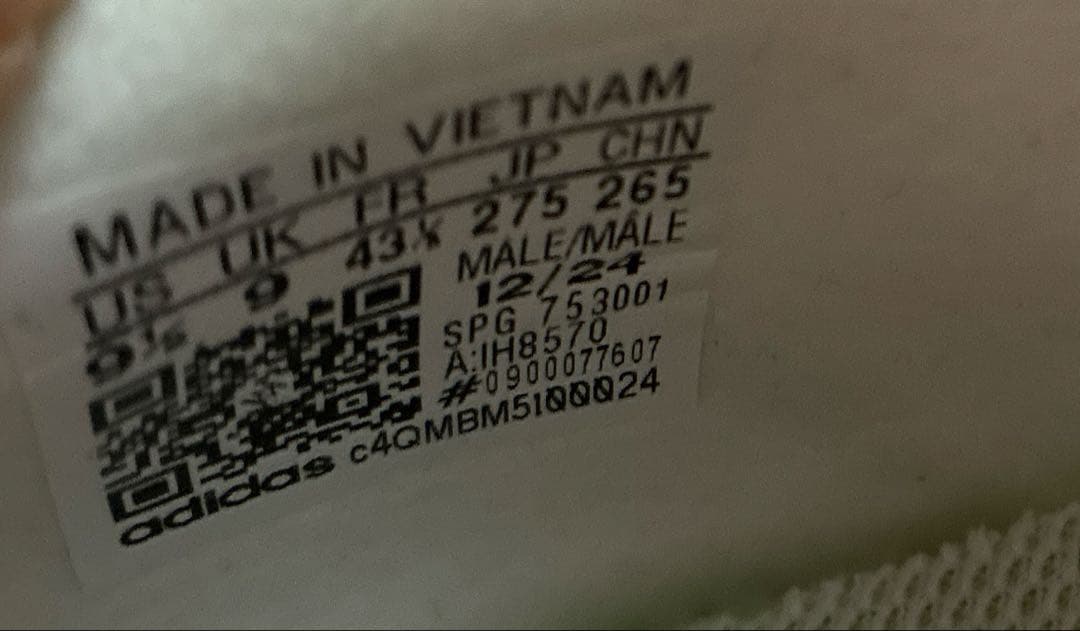 MADE IN VIETNAM
US UK FR JP CHN
9½ 9 43⅓ 275 265
MALE/MÂLE
12/24
SPG 753001
A:IH8570
#0900077607
adidas c4QMBM5100024